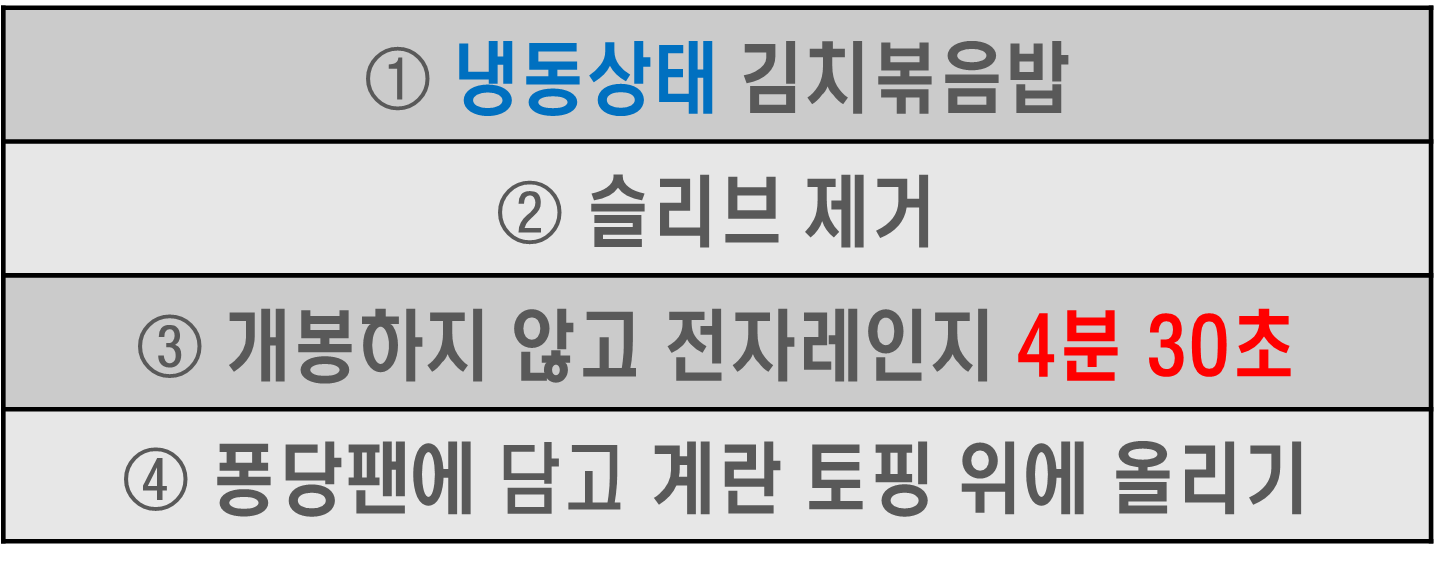 ① 냉동상태 김치볶음밥
② 슬리브 제거
③ 개봉하지 않고 전자레인지 4분 30초
④ 퐁당팬에 담고 계란 토핑 위에 올리기